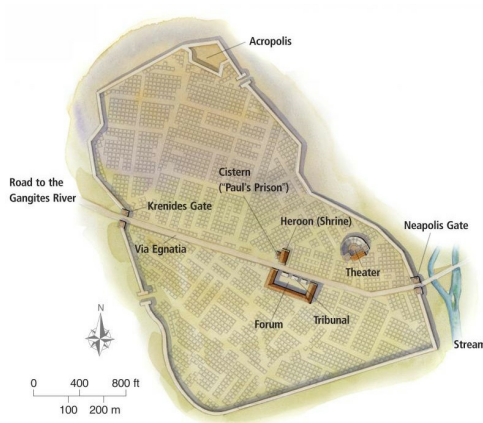 Acropolis
Cistern
("Paul's Prison")
Road to the
Gangites River
Krenides Gate
Heroon (Shrine)
Neapolis Gate
Via Egnatia
Theater
Forum
Tribunal
Stream
N
0 400 800 ft
100 200 m